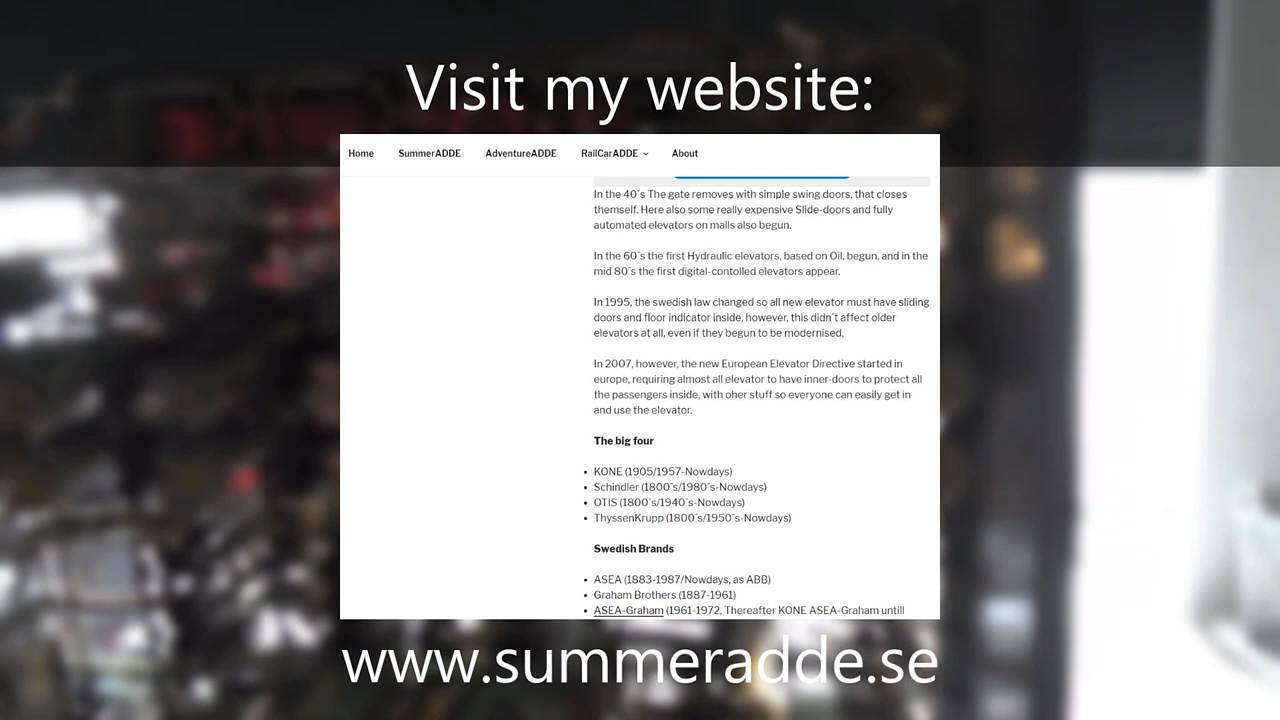 Visit my website:
Home SummerADDE AdventureADDE RailCarADDE About
In the 40´s The gate removes with simple swing doors, that closes
themself. Here also some really expensive Slide-doors and fully
automated elevators on malls also begun.
In the 60´s the first Hydraulic elevators, based on Oil, begun, and in the
mid 80´s the first digital-contolled elevators appear.
In 1995, the swedish law changed so all new elevator must have sliding
doors and floor indicator inside, however, this didn´t affect older
elevators at all, even if they begun to be modernised.
In 2007, however, the new European Elevator Directive started in
europe, requiring almost all elevator to have inner-doors to protect all
the passengers inside, with oher stuff so everyone can easily get in
and use the elevator.
The big four
• KONE (1905/1957-Nowdays)
• Schindler (1800´s/1980´s-Nowdays)
• OTIS (1800´s/1940´s-Nowdays)
• ThyssenKrupp (1800´s/1950´s-Nowdays)
Swedish Brands
• ASEA (1883-1987/Nowdays, as ABB)
• Graham Brothers (1887-1961)
• ASEA-Graham (1961-1972, Thereafter KONE ASEA-Graham untill
www.summeradde.se